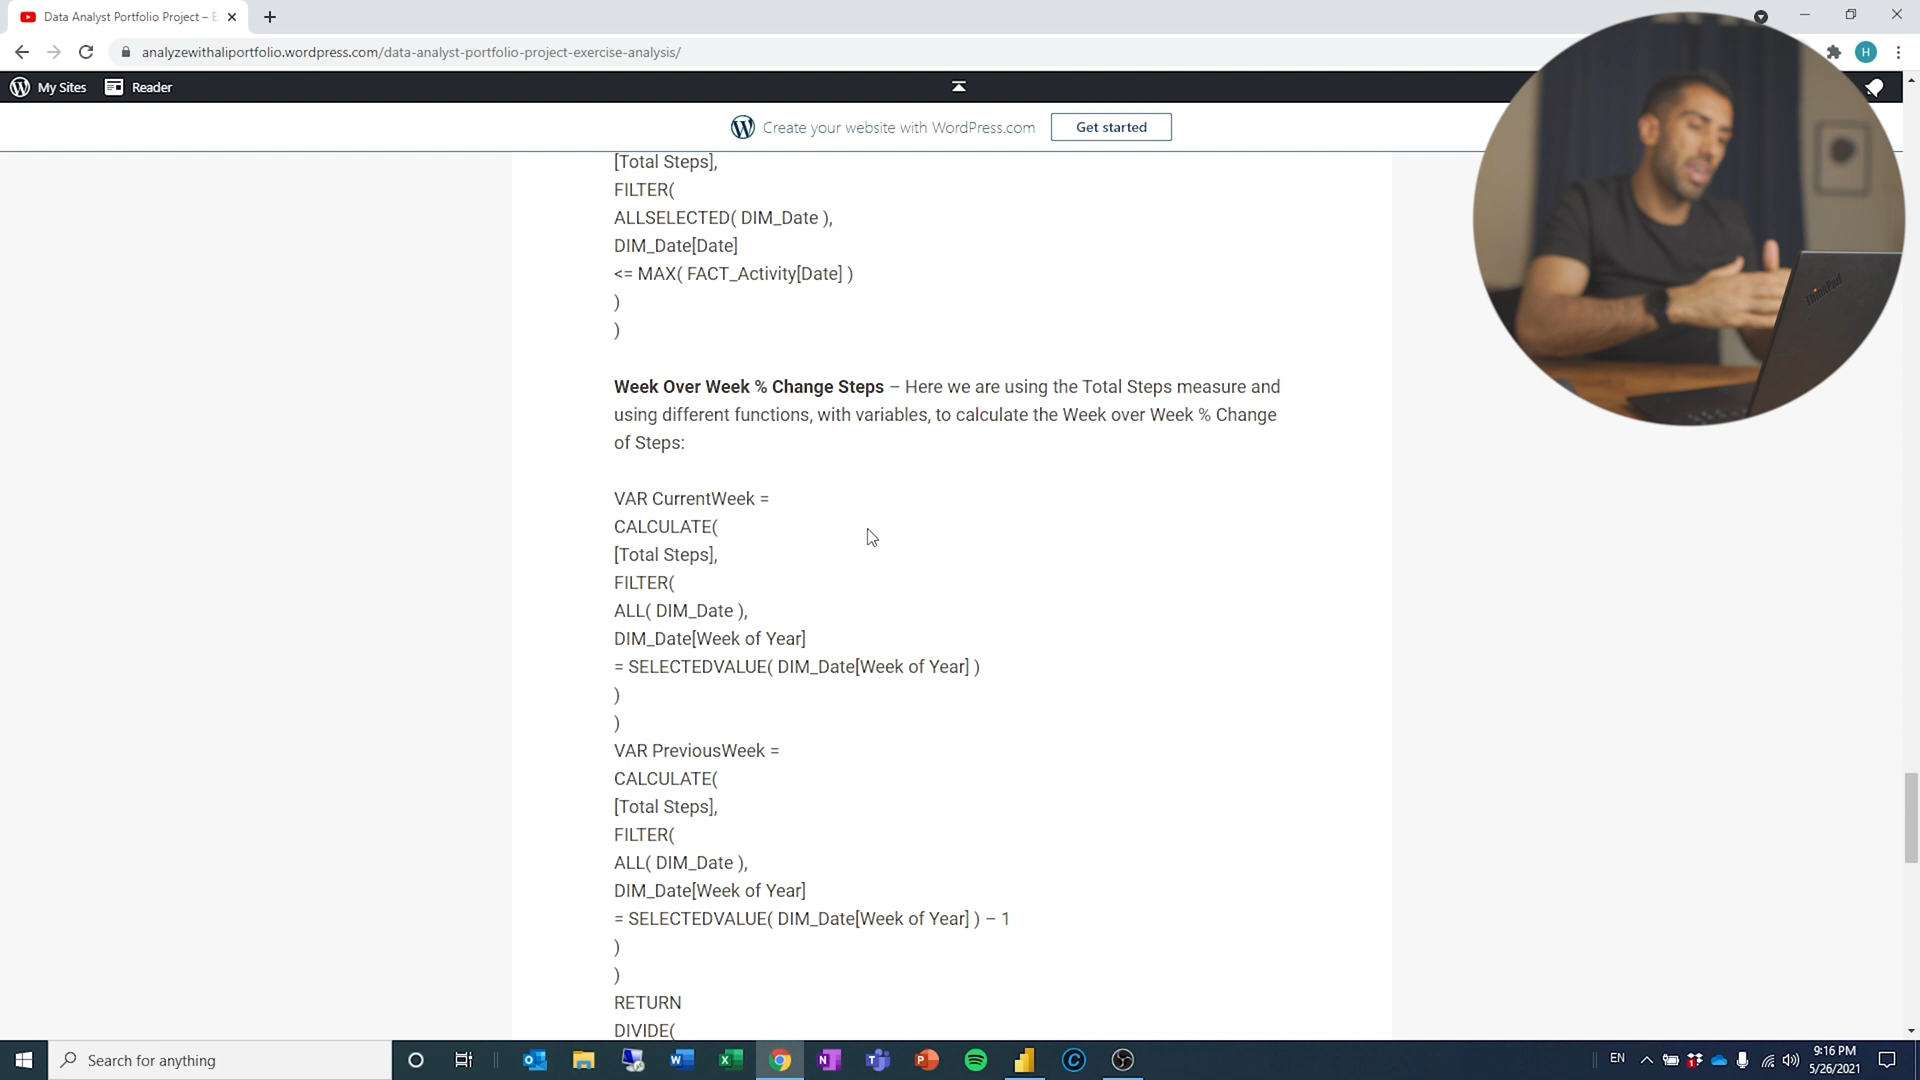 Data Analyst Portfolio Project – E
analyzewithaliportfolio.wordpress.com/data-analyst-portfolio-project-exercise-analysis/
H
My Sites
Reader
Create your website with WordPress.com
Get started
[Total Steps],
FILTER(
ALLSELECTED( DIM_Date ),
DIM_Date[Date]
<= MAX( FACT_Activity[Date] )
)
)
Week Over Week % Change Steps – Here we are using the Total Steps measure and
using different functions, with variables, to calculate the Week over Week % Change
of Steps:
VAR CurrentWeek =
CALCULATE(
[Total Steps],
FILTER(
ALL( DIM_Date ),
DIM_Date[Week of Year]
= SELECTEDVALUE( DIM_Date[Week of Year] )
)
)
VAR PreviousWeek =
CALCULATE(
[Total Steps],
FILTER(
ALL( DIM_Date ),
DIM_Date[Week of Year]
= SELECTEDVALUE( DIM_Date[Week of Year] ) – 1
)
)
RETURN
DIVIDE(
ThinkPad
Search for anything
EN
9:16 PM
5/26/2021